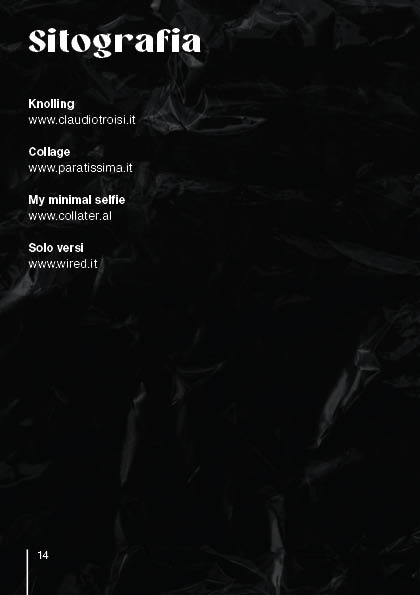 Sitografia
Knolling
www.claudiotroisi.it
Collage
www.paratissima.it
My minimal selfie
www.collater.al
Solo versi
www.wired.it
14